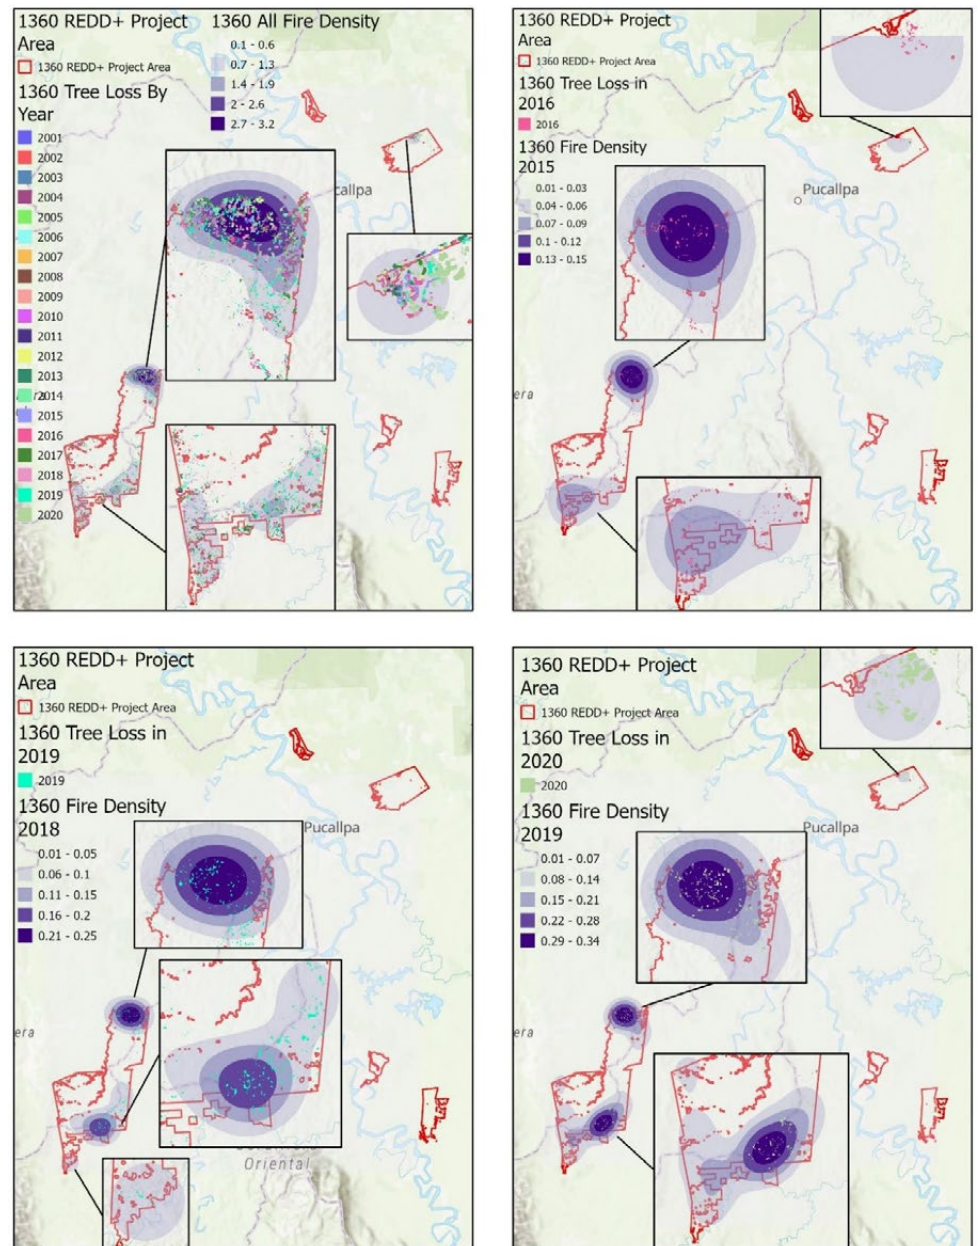 1360 REDD+ Project
Area
1360 REDD+ Project Area
1360 Tree Loss By
Year
2001
2002
2003
2004
2005
2006
2007
2008
2009
2010
2011
2012
2013
2014
2015
2016
2017
2018
2019
2020
1360 All Fire Density
0.1 - 0.6
0.7 - 1.3
1.4 - 1.9
2 - 2.6
2.7 - 3.2
callpa
1360 REDD+ Project
Area
1360 REDD+ Project Area
1360 Tree Loss in
2016
2016
1360 Fire Density
2015
0.01 - 0.03
0.04 - 0.06
0.07 - 0.09
0.1 - 0.12
0.13 - 0.15
Pucallpa
era
1360 REDD+ Project
Area
1360 REDD+ Project Area
1360 Tree Loss in
2019
2019
1360 Fire Density
2018
0.01 - 0.05
0.06 - 0.1
0.11 - 0.15
0.16 - 0.2
0.21 - 0.25
Pucallpa
era
Oriental
1360 REDD+ Project
Area
1360 REDD+ Project Area
1360 Tree Loss in
2020
2020
1360 Fire Density
2019
0.01 - 0.07
0.08 - 0.14
0.15 - 0.21
0.22 - 0.28
0.29 - 0.34
Pucallpa
era